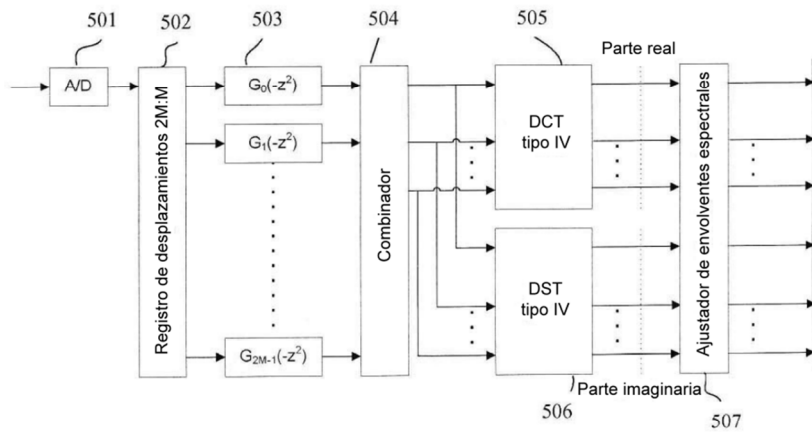 501
502
503
504
505
Parte real
A/D
Registro de desplazamientos 2M:M
G₀(-z²)
G₁(-z²)
G₂M₋₁(-z²)
Combinador
DCT
tipo IV
DST
tipo IV
Ajustador de envolventes espectrales
Parte imaginaria
506
507